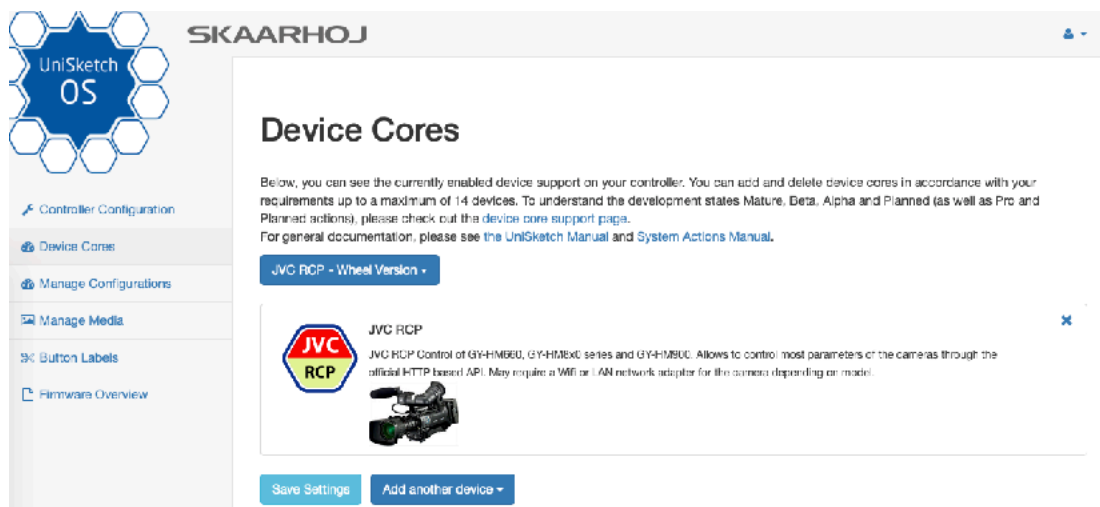 SKAARHOJ
UniSketch
OS
Controller Configuration
Device Cores
Manage Configurations
Manage Media
Button Labels
Firmware Overview
Device Cores
Below, you can see the currently enabled device support on your controller. You can add and delete device cores in accordance with your
requirements up to a maximum of 14 devices. To understand the development states Mature, Beta, Alpha and Planned (as well as Pro and
Planned actions), please check out the device core support page.
For general documentation, please see the UniSketch Manual and System Actions Manual.
JVC RCP - Wheel Version
JVC
RCP
JVC RCP
JVC RCP Control of GY-HM660, GY-HM8x0 series and GY-HM900. Allows to control most parameters of the cameras through the
official HTTP based API. May require a Wifi or LAN network adapter for the camera depending on model.
Save Settings
Add another device